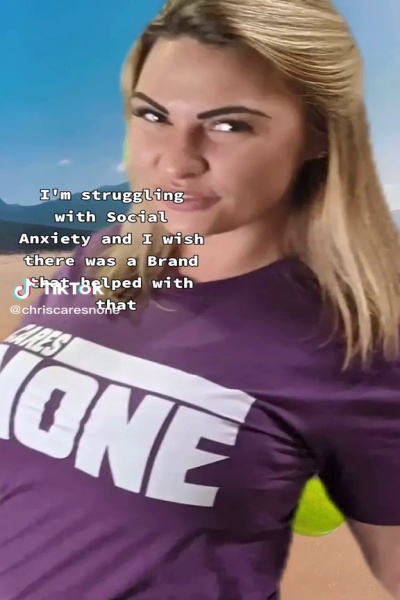 I'm struggling
with Social
Anxiety and I wish
there was a Brand
that helped with
that
TikTok
@chriscaresnone
CARES
NONE